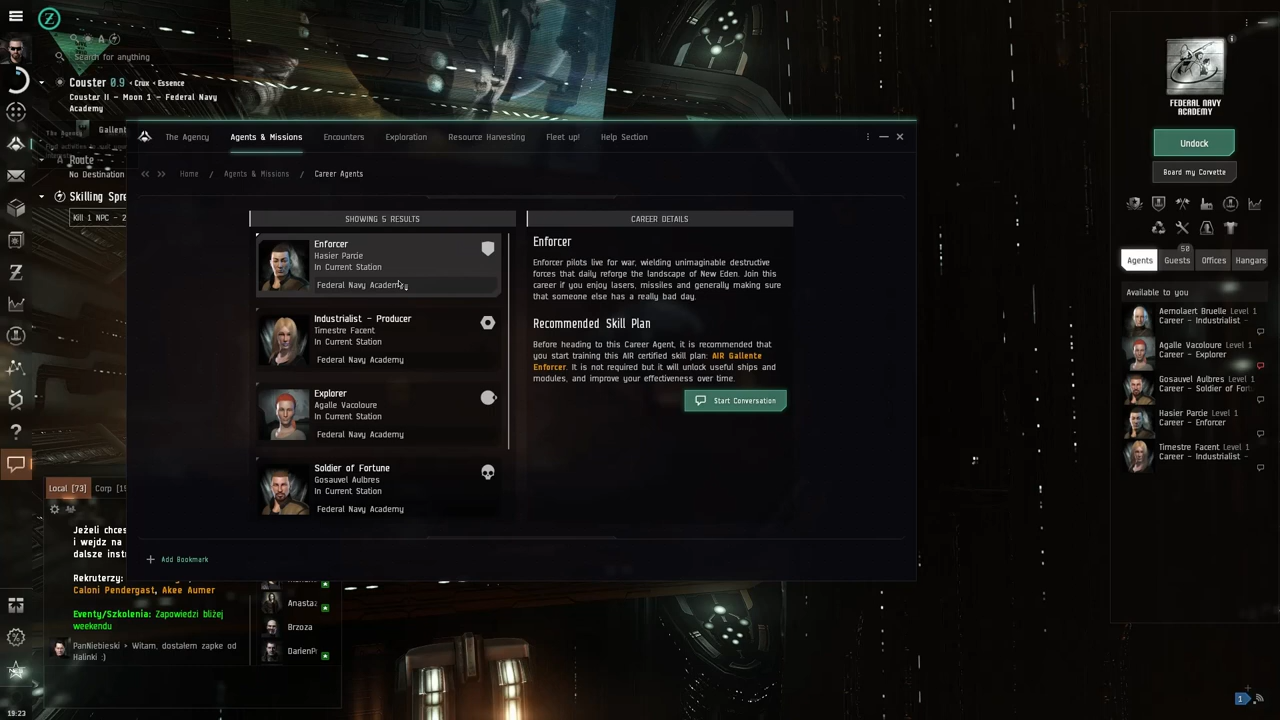 Search for anything
Couster 0.9 < Crux < Essence
Couster II - Moon 1 - Federal Navy
Academy
The Agency
Gallent
Route
No Destination
Skilling Spre
Kill 1 NPC - 2
The Agency
Agents & Missions
Encounters
Exploration
Resource Harvesting
Fleet up!
Help Section
Home / Agents & Missions / Career Agents
SHOWING 5 RESULTS
Enforcer
Hasier Parcie
In Current Station
Federal Navy Academy
Industrialist - Producer
Timestre Facent
In Current Station
Federal Navy Academy
Explorer
Agalle Vacoloure
In Current Station
Federal Navy Academy
Soldier of Fortune
Gosauvel Aulbres
In Current Station
Federal Navy Academy
CAREER DETAILS
Enforcer
Enforcer pilots live for war, wielding unimaginable destructive
forces that daily reforge the landscape of New Eden. Join this
career if you enjoy lasers, missiles and generally making sure
that someone else has a really bad day.
Recommended Skill Plan
Before heading to this Career Agent, it is recommended that
you start training this AIR certified skill plan: AIR Gallente
Enforcer. It is not required but it will unlock useful ships and
modules, and improve your effectiveness over time.
Start Conversation
Add Bookmark
FEDERAL NAVY
ACADEMY
Undock
Board my Corvette
Agents
Guests
50
Offices
Hangars
Available to you
Aernolaert Bruelle Level 1
Career - Industrialist -
Agalle Vacoloure Level 1
Career - Explorer
Gosauvel Aulbres Level 1
Career - Soldier of Fort
Hasier Parcie Level 1
Career - Enforcer
Timestre Facent Level 1
Career - Industrialist -
Local [73]
Corp [1
Jeżeli chces
i wejdz na
dalsze instr
Rekruterzy:
Caloni Pendergast, Akee Aumer
Eventy/Szkolenia: Zapowiedzi bliżej
weekendu
PanNiebieski > Witam, dostałem zapke od
Halinki :)
Anasta
Brzoza
DarienP
19:23
1